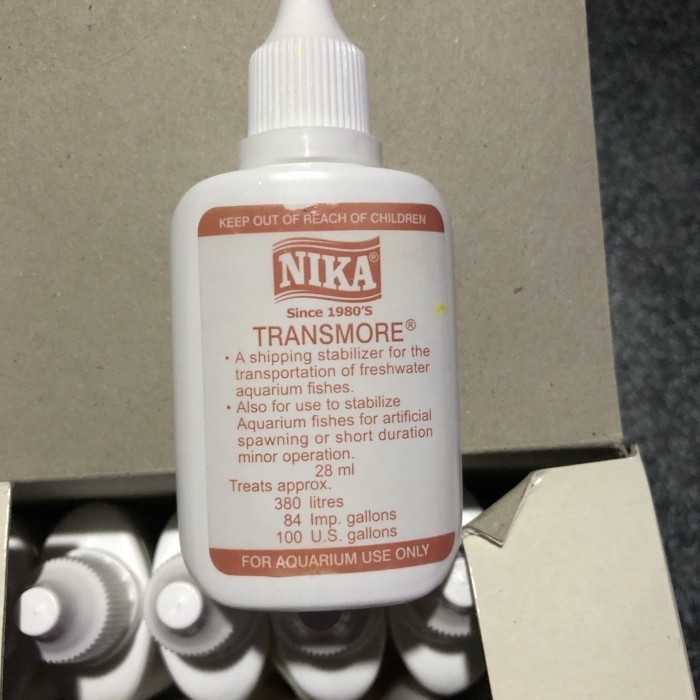 KEEP OUT OF REACH OF CHILDREN
NIKA®
Since 1980'S
TRANSMORE®
• A shipping stabilizer for the
transportation of freshwater
aquarium fishes.
• Also for use to stabilize
Aquarium fishes for artificial
spawning or short duration
minor operation.
28 ml
Treats approx.
380 litres
84 Imp. gallons
100 U.S. gallons
FOR AQUARIUM USE ONLY